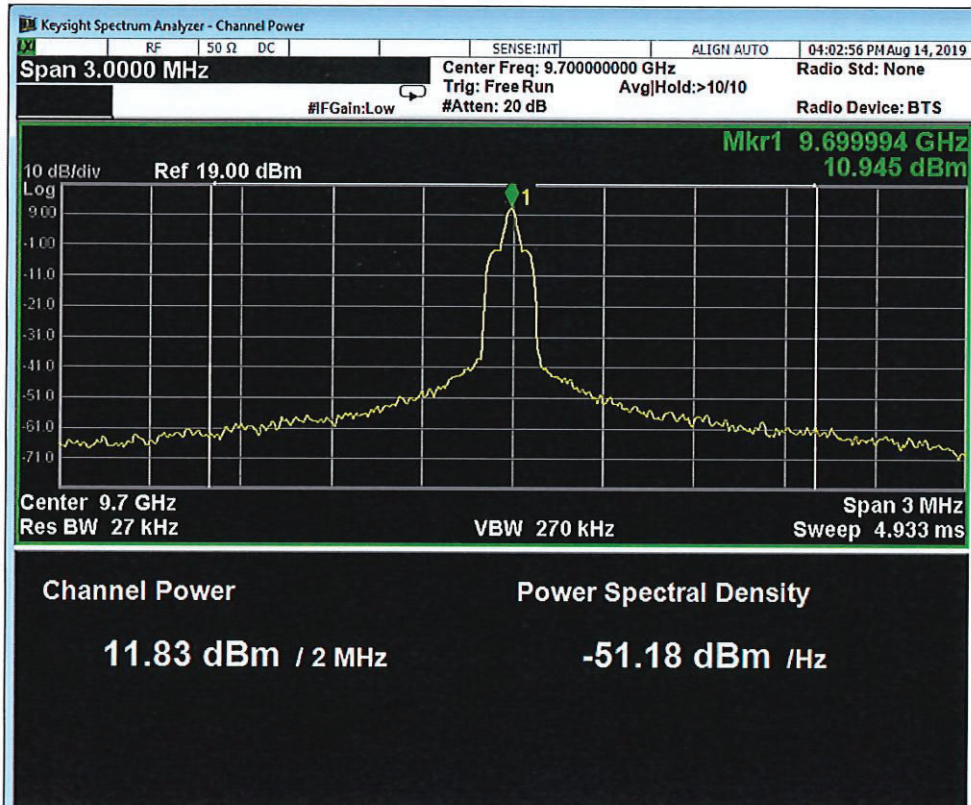 Keysight Spectrum Analyzer - Channel Power
RF 50 Ω DC SENSE:INT ALIGN AUTO 04:02:56 PM Aug 14, 2019
Span 3.0000 MHz
Center Freq: 9.700000000 GHz Radio Std: None
Trig: Free Run Avg|Hold:>10/10
#IFGain:Low #Atten: 20 dB Radio Device: BTS
Mkr1 9.699994 GHz
10.945 dBm
10 dB/div Ref 19.00 dBm
Log
1
9.00
-1.00
-11.0
-21.0
-31.0
-41.0
-51.0
-61.0
-71.0
Center 9.7 GHz Span 3 MHz
Res BW 27 kHz VBW 270 kHz Sweep 4.933 ms
Channel Power Power Spectral Density
11.83 dBm / 2 MHz -51.18 dBm /Hz